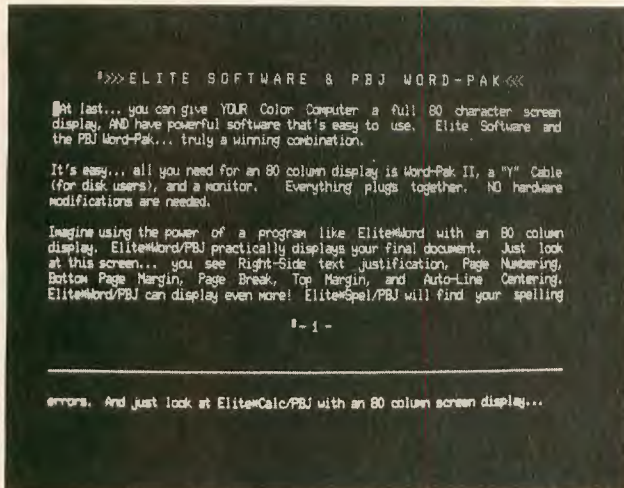 ">>>ELITE SOFTWARE & PBJ WORD-PAK<<<
At last... you can give YOUR Color Computer a full 80 character screen
display, AND have powerful software that's easy to use. Elite Software and
the PBJ Word-Pak... truly a winning combination.
It's easy... all you need for an 80 column display is Word-Pak II, a "Y" Cable
(for disk users), and a monitor. Everything plugs together. NO hardware
modifications are needed.
Imagine using the power of a program like Elite*Word with an 80 column
display. Elite*Word/PBJ practically displays your final document. Just look
at this screen... you see Right-Side text justification, Page Numbering,
Bottom Page Margin, Page Break, Top Margin, and Auto-Line Centering.
Elite*Word/PBJ can display even more! Elite*Spel/PBJ will find your spelling
"- 1 -
errors. And just look at Elite*Calc/PBJ with an 80 column screen display...